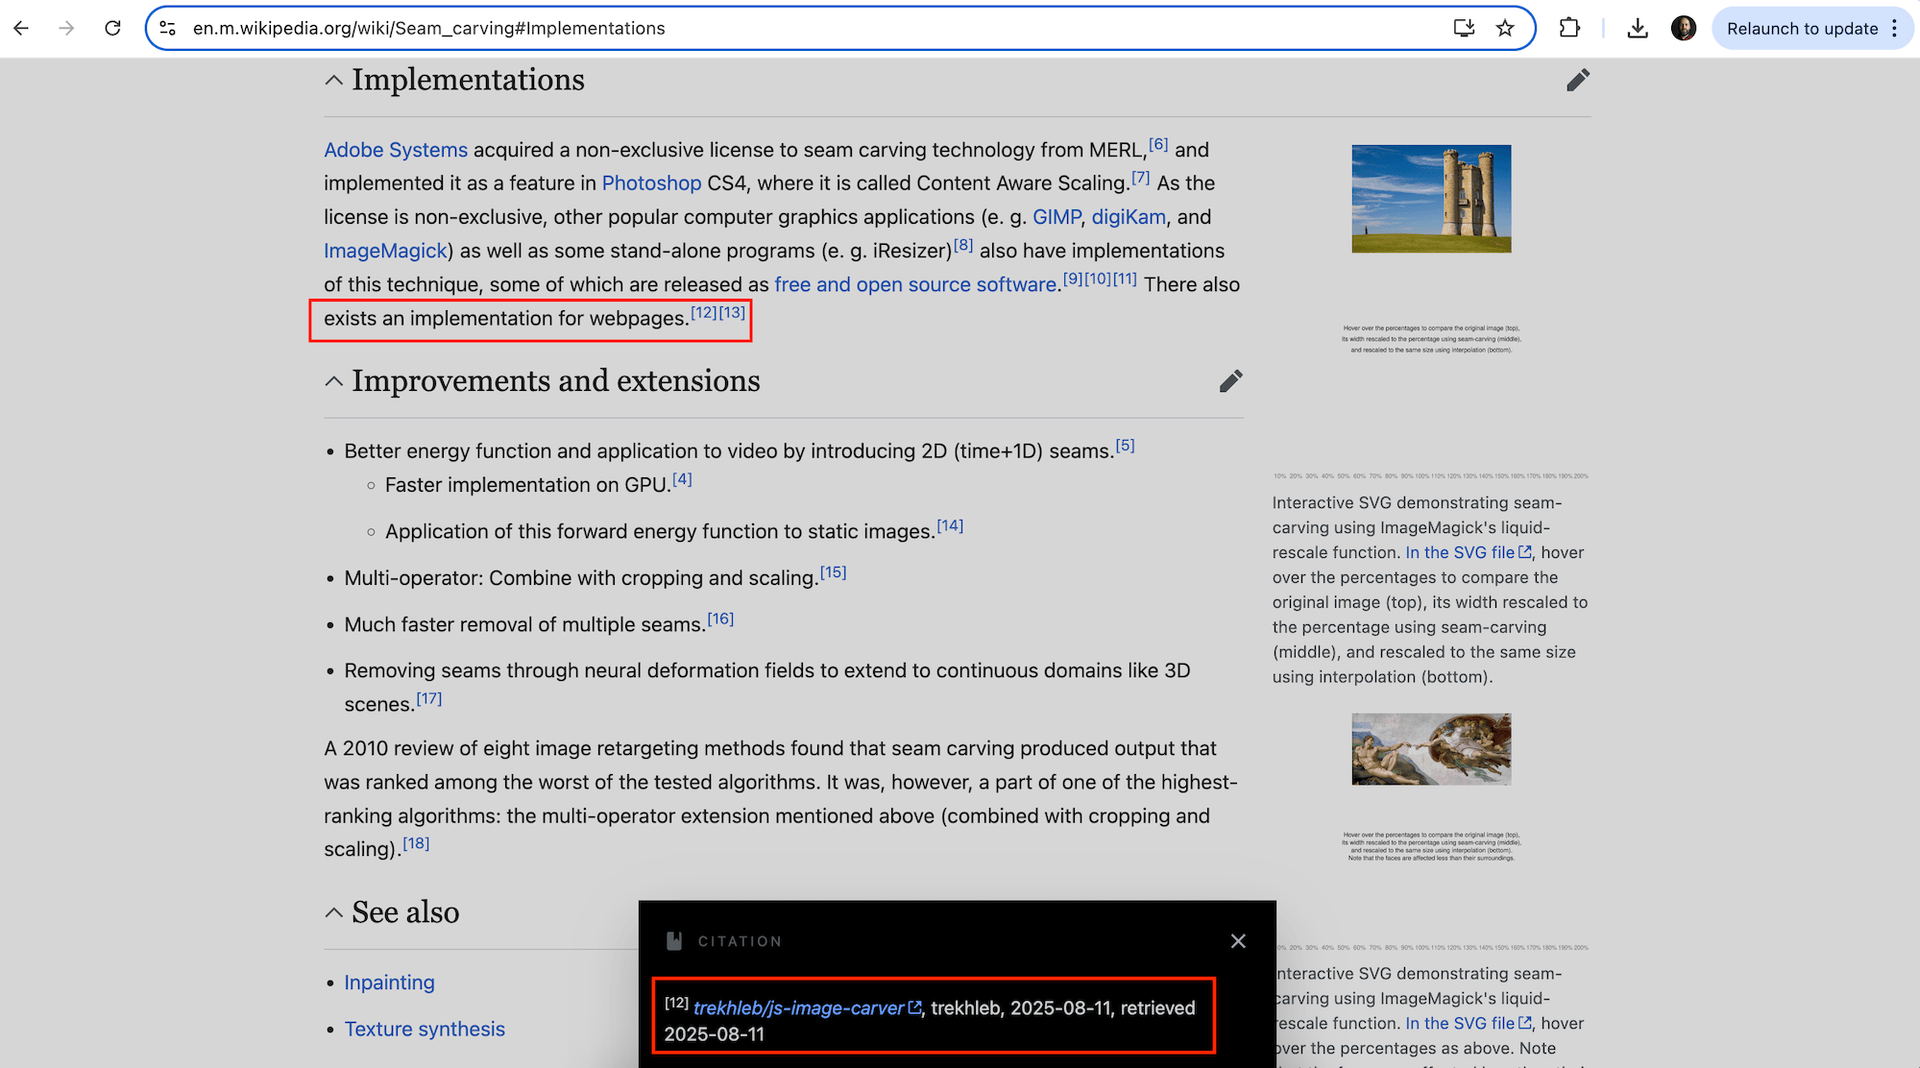 en.m.wikipedia.org/wiki/Seam_carving#Implementations
Relaunch to update
Implementations
Adobe Systems acquired a non-exclusive license to seam carving technology from MERL,[6] and
implemented it as a feature in Photoshop CS4, where it is called Content Aware Scaling.[7] As the
license is non-exclusive, other popular computer graphics applications (e. g. GIMP, digiKam, and
ImageMagick) as well as some stand-alone programs (e. g. iResizer)[8] also have implementations
of this technique, some of which are released as free and open source software.[9][10][11] There also
exists an implementation for webpages.[12][13]
Improvements and extensions
• Better energy function and application to video by introducing 2D (time+1D) seams.[5]
◦ Faster implementation on GPU.[4]
◦ Application of this forward energy function to static images.[14]
• Multi-operator: Combine with cropping and scaling.[15]
• Much faster removal of multiple seams.[16]
• Removing seams through neural deformation fields to extend to continuous domains like 3D
scenes.[17]
A 2010 review of eight image retargeting methods found that seam carving produced output that
was ranked among the worst of the tested algorithms. It was, however, a part of one of the highest-
ranking algorithms: the multi-operator extension mentioned above (combined with cropping and
scaling).[18]
See also
• Inpainting
• Texture synthesis
Hover over the percentages to compare the original image (top),
its width rescaled to the percentage using seam-carving (middle),
and rescaled to the same size using interpolation (bottom).
10% 20% 30% 40% 50% 60% 70% 80% 90% 100% 110% 120% 130% 140% 150% 160% 170% 180% 190% 200%
Interactive SVG demonstrating seam-
carving using ImageMagick's liquid-
rescale function. In the SVG file, hover
over the percentages to compare the
original image (top), its width rescaled to
the percentage using seam-carving
(middle), and rescaled to the same size
using interpolation (bottom).
Hover over the percentages to compare the original image (top),
its width rescaled to the percentage using seam-carving (middle),
and rescaled to the same size using interpolation (bottom).
Note that the faces are affected less than their surroundings.
0% 20% 30% 40% 50% 60% 70% 80% 90% 100% 110% 120% 130% 140% 150% 160% 170% 180% 190% 200%
nteractive SVG demonstrating seam-
carving using ImageMagick's liquid-
rescale function. In the SVG file, hover
over the percentages as above. Note
CITATION
[12] trekhleb/js-image-carver, trekhleb, 2025-08-11, retrieved
2025-08-11